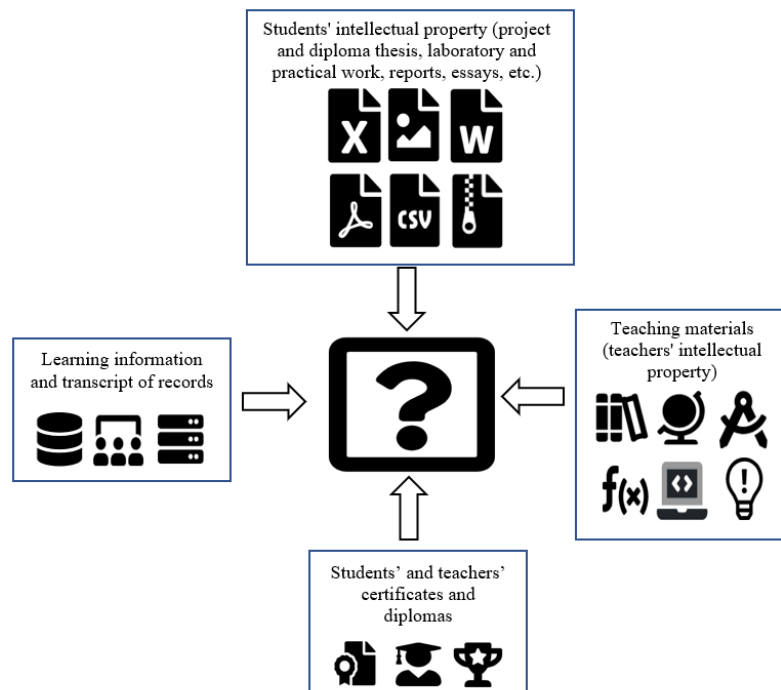 Students' intellectual property (project
and diploma thesis, laboratory and
practical work, reports, essays, etc.)
X
W
CSV
Learning information
and transcript of records
?
Teaching materials
(teachers' intellectual
property)
f(x)
!
Students’ and teachers’
certificates and
diplomas